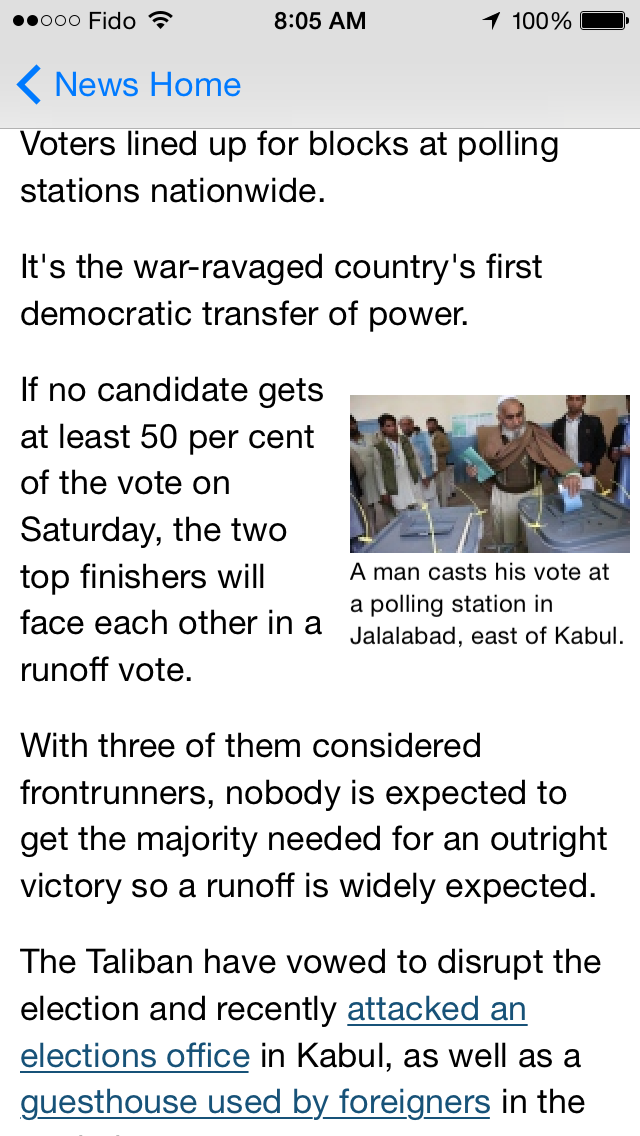 Fido 8:05 AM 100%
News Home
Voters lined up for blocks at polling
stations nationwide.
It's the war-ravaged country's first
democratic transfer of power.
If no candidate gets
at least 50 per cent
of the vote on
Saturday, the two
top finishers will
face each other in a
runoff vote.
A man casts his vote at
a polling station in
Jalalabad, east of Kabul.
With three of them considered
frontrunners, nobody is expected to
get the majority needed for an outright
victory so a runoff is widely expected.
The Taliban have vowed to disrupt the
election and recently attacked an
elections office in Kabul, as well as a
guesthouse used by foreigners in the